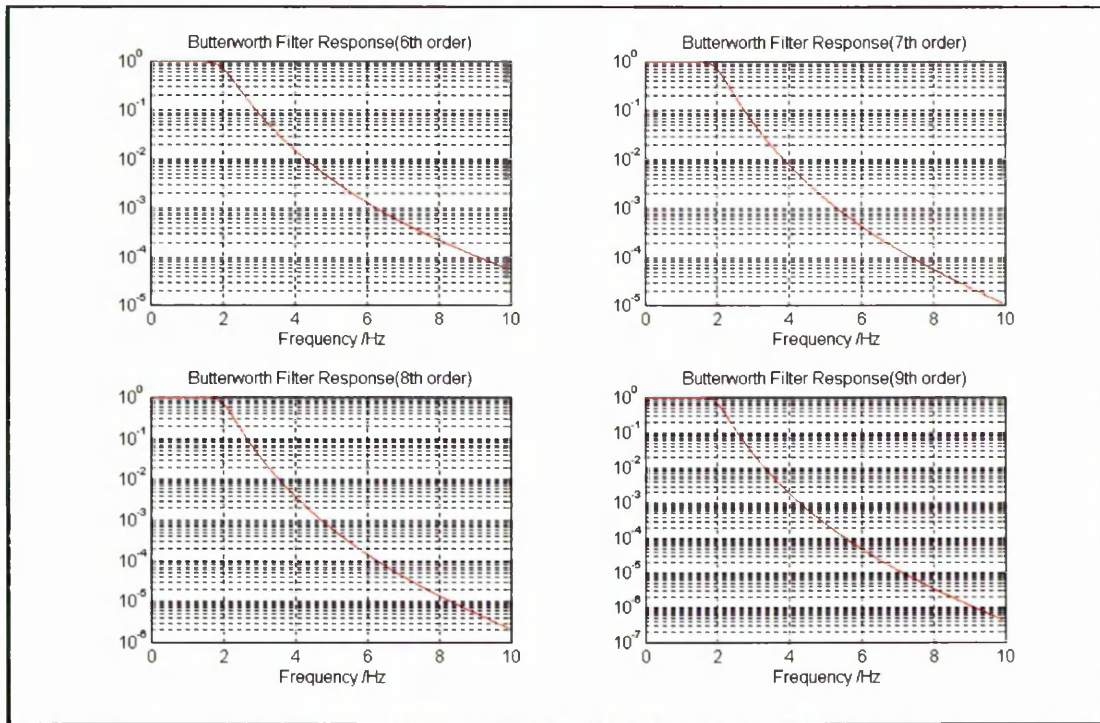 Butterworth Filter Response(6th order)
10^0
10^-1
10^-2
10^-3
10^-4
10^-5
0 2 4 6 8 10
Frequency /Hz
Butterworth Filter Response(7th order)
10^0
10^-1
10^-2
10^-3
10^-4
10^-5
0 2 4 6 8 10
Frequency /Hz
Butterworth Filter Response(8th order)
10^0
10^-1
10^-2
10^-3
10^-4
10^-5
10^-6
0 2 4 6 8 10
Frequency /Hz
Butterworth Filter Response(9th order)
10^0
10^-1
10^-2
10^-3
10^-4
10^-5
10^-6
10^-7
0 2 4 6 8 10
Frequency /Hz